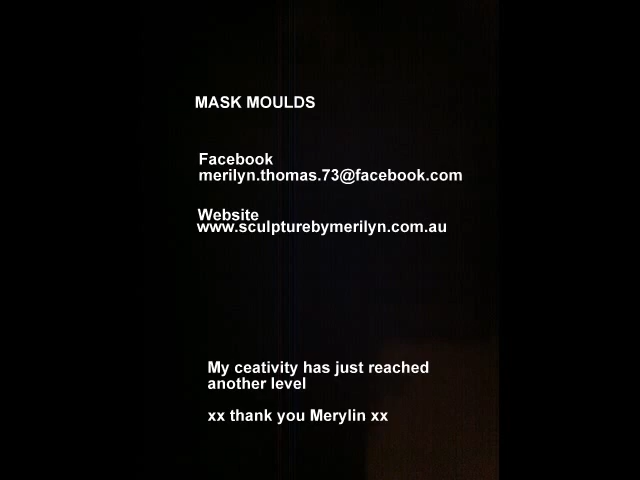 MASK MOULDS
Facebook
merilyn.thomas.73@facebook.com
Website
www.sculpturebymerilyn.com.au
My ceativity has just reached
another level
xx thank you Merylin xx